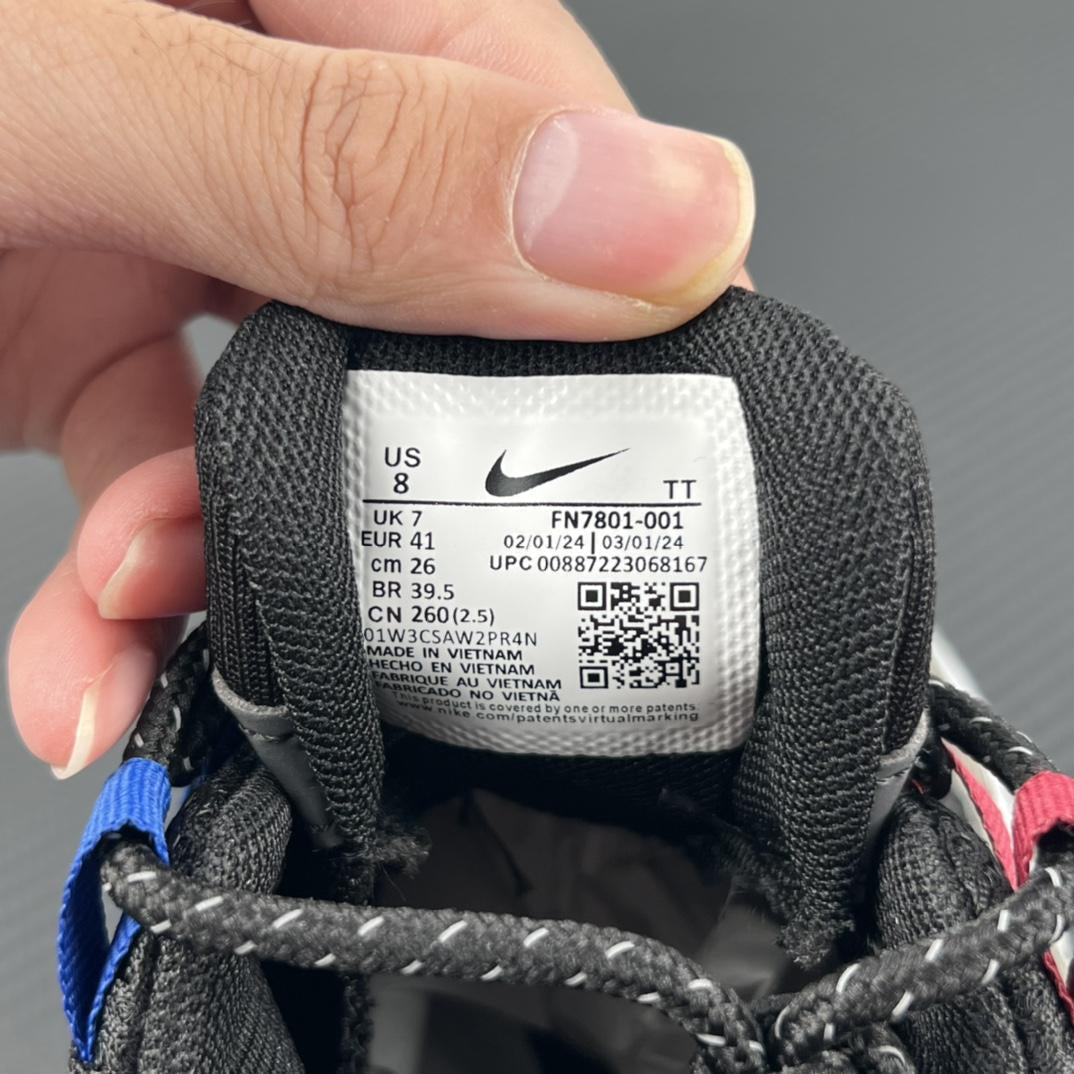 US
8
TT
UK 7
FN7801-001
EUR 41
02/01/24 | 03/01/24
cm 26
UPC 00887223068167
BR 39.5
CN 260(2.5)
01W3CSAW2PR4N
MADE IN VIETNAM
HECHO EN VIETNAM
FABRIQUE AU VIETNAM
FABRICADO NO VIETNÃ
This product is covered by one or more patents.
www.nike com/patentsvirtualmarking